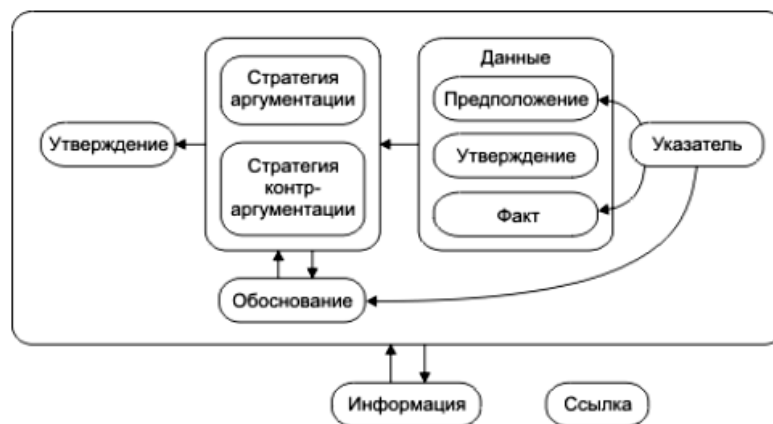 Данные
Стратегия
аргументации
Предположение
Утверждение
Стратегия
контр-
аргументации
Утверждение
Указатель
Факт
Обоснование
Информация
Ссылка